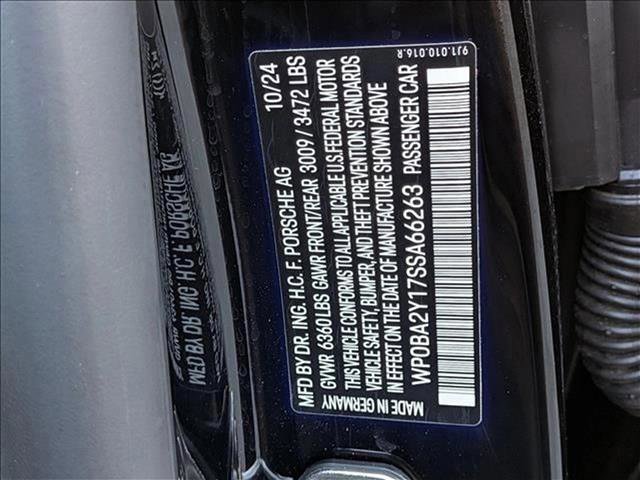 9J1.010.016.R
MFD BY DR. ING. H.C. F. PORSCHE AG 10/24
GVWR 6360 LBS GAWR FRONT/REAR 3009 / 3472 LBS
THIS VEHICLE CONFORMS TO ALL APPLICABLE U.S. FEDERAL MOTOR
VEHICLE SAFETY, BUMPER, AND THEFT PREVENTION STANDARDS
IN EFFECT ON THE DATE OF MANUFACTURE SHOWN ABOVE
WP0BA2Y17SSA66263 PASSENGER CAR
MADE IN GERMANY